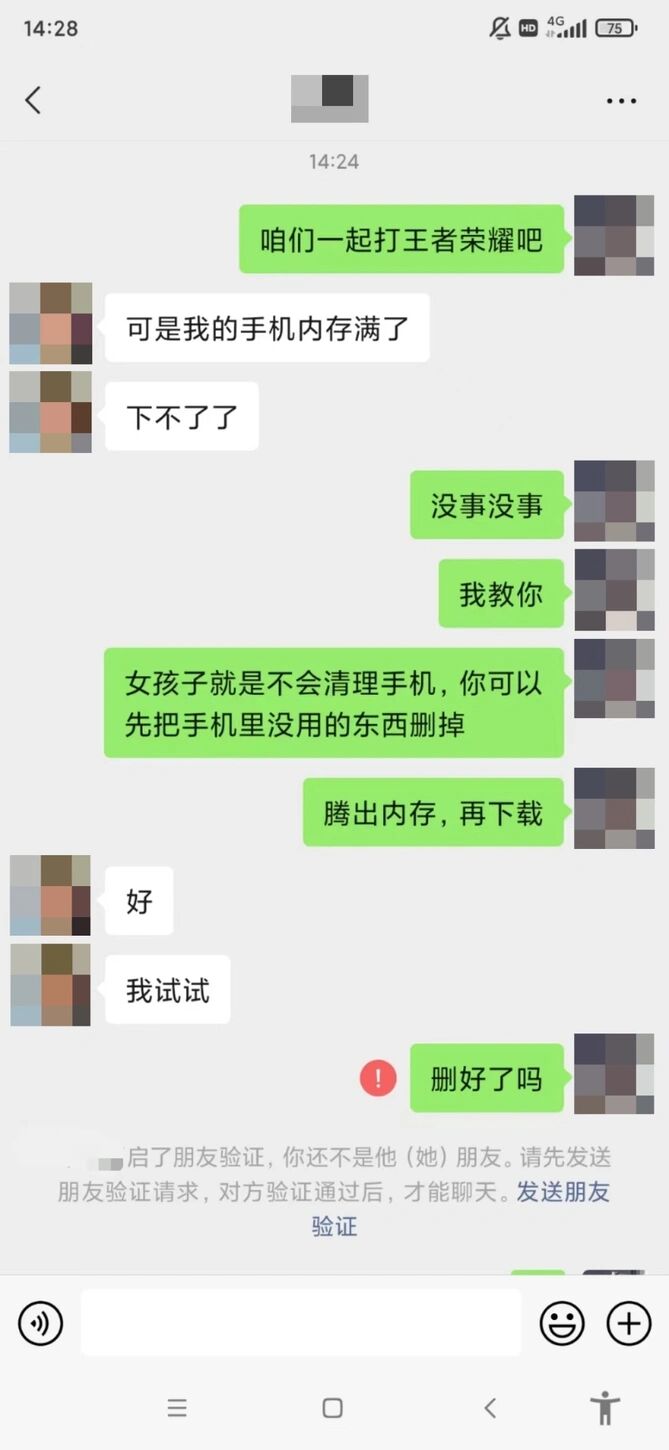 14:28
HD 4G 75
14:24
咱们一起打王者荣耀吧
可是我的手机内存满了
下不了了
没事没事
我教你
女孩子就是不会清理手机，你可以
先把手机里没用的东西删掉
腾出内存，再下载
好
我试试
! 删好了吗
启了朋友验证，你还不是他（她）朋友。请先发送
朋友验证请求，对方验证通过后，才能聊天。发送朋友
验证